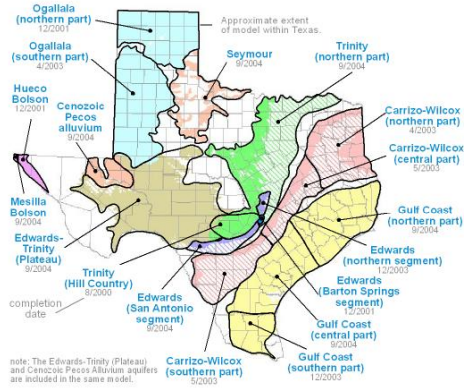 Ogallala
(northern part)
12/2001
Approximate extent
of model within Texas.
Ogallala
(southern part)
4/2003
Seymour
9/2004
Trinity
(northern part)
9/2004
Hueco
Bolson
12/2001
Cenozoic
Pecos
alluvium
9/2004
Carrizo-Wilcox
(northern part)
4/2003
Carrizo-Wilcox
(central part)
5/2003
Mesilla
Bolson
9/2004
Gulf Coast
(northern part)
9/2004
Edwards-
Trinity
(Plateau)
9/2004
Edwards
(northern segment)
12/2003
Trinity
(Hill Country)
8/2000
Edwards
(Barton Springs
segment)
12/2001
completion
date
Edwards
(San Antonio
segment)
9/2004
Gulf Coast
(central part)
9/2004
Carrizo-Wilcox
(southern part)
5/2003
Gulf Coast
(southern part)
12/2003
note: The Edwards-Trinity (Plateau)
and Cenozoic Pecos Alluvium aquifers
are included in the same model.